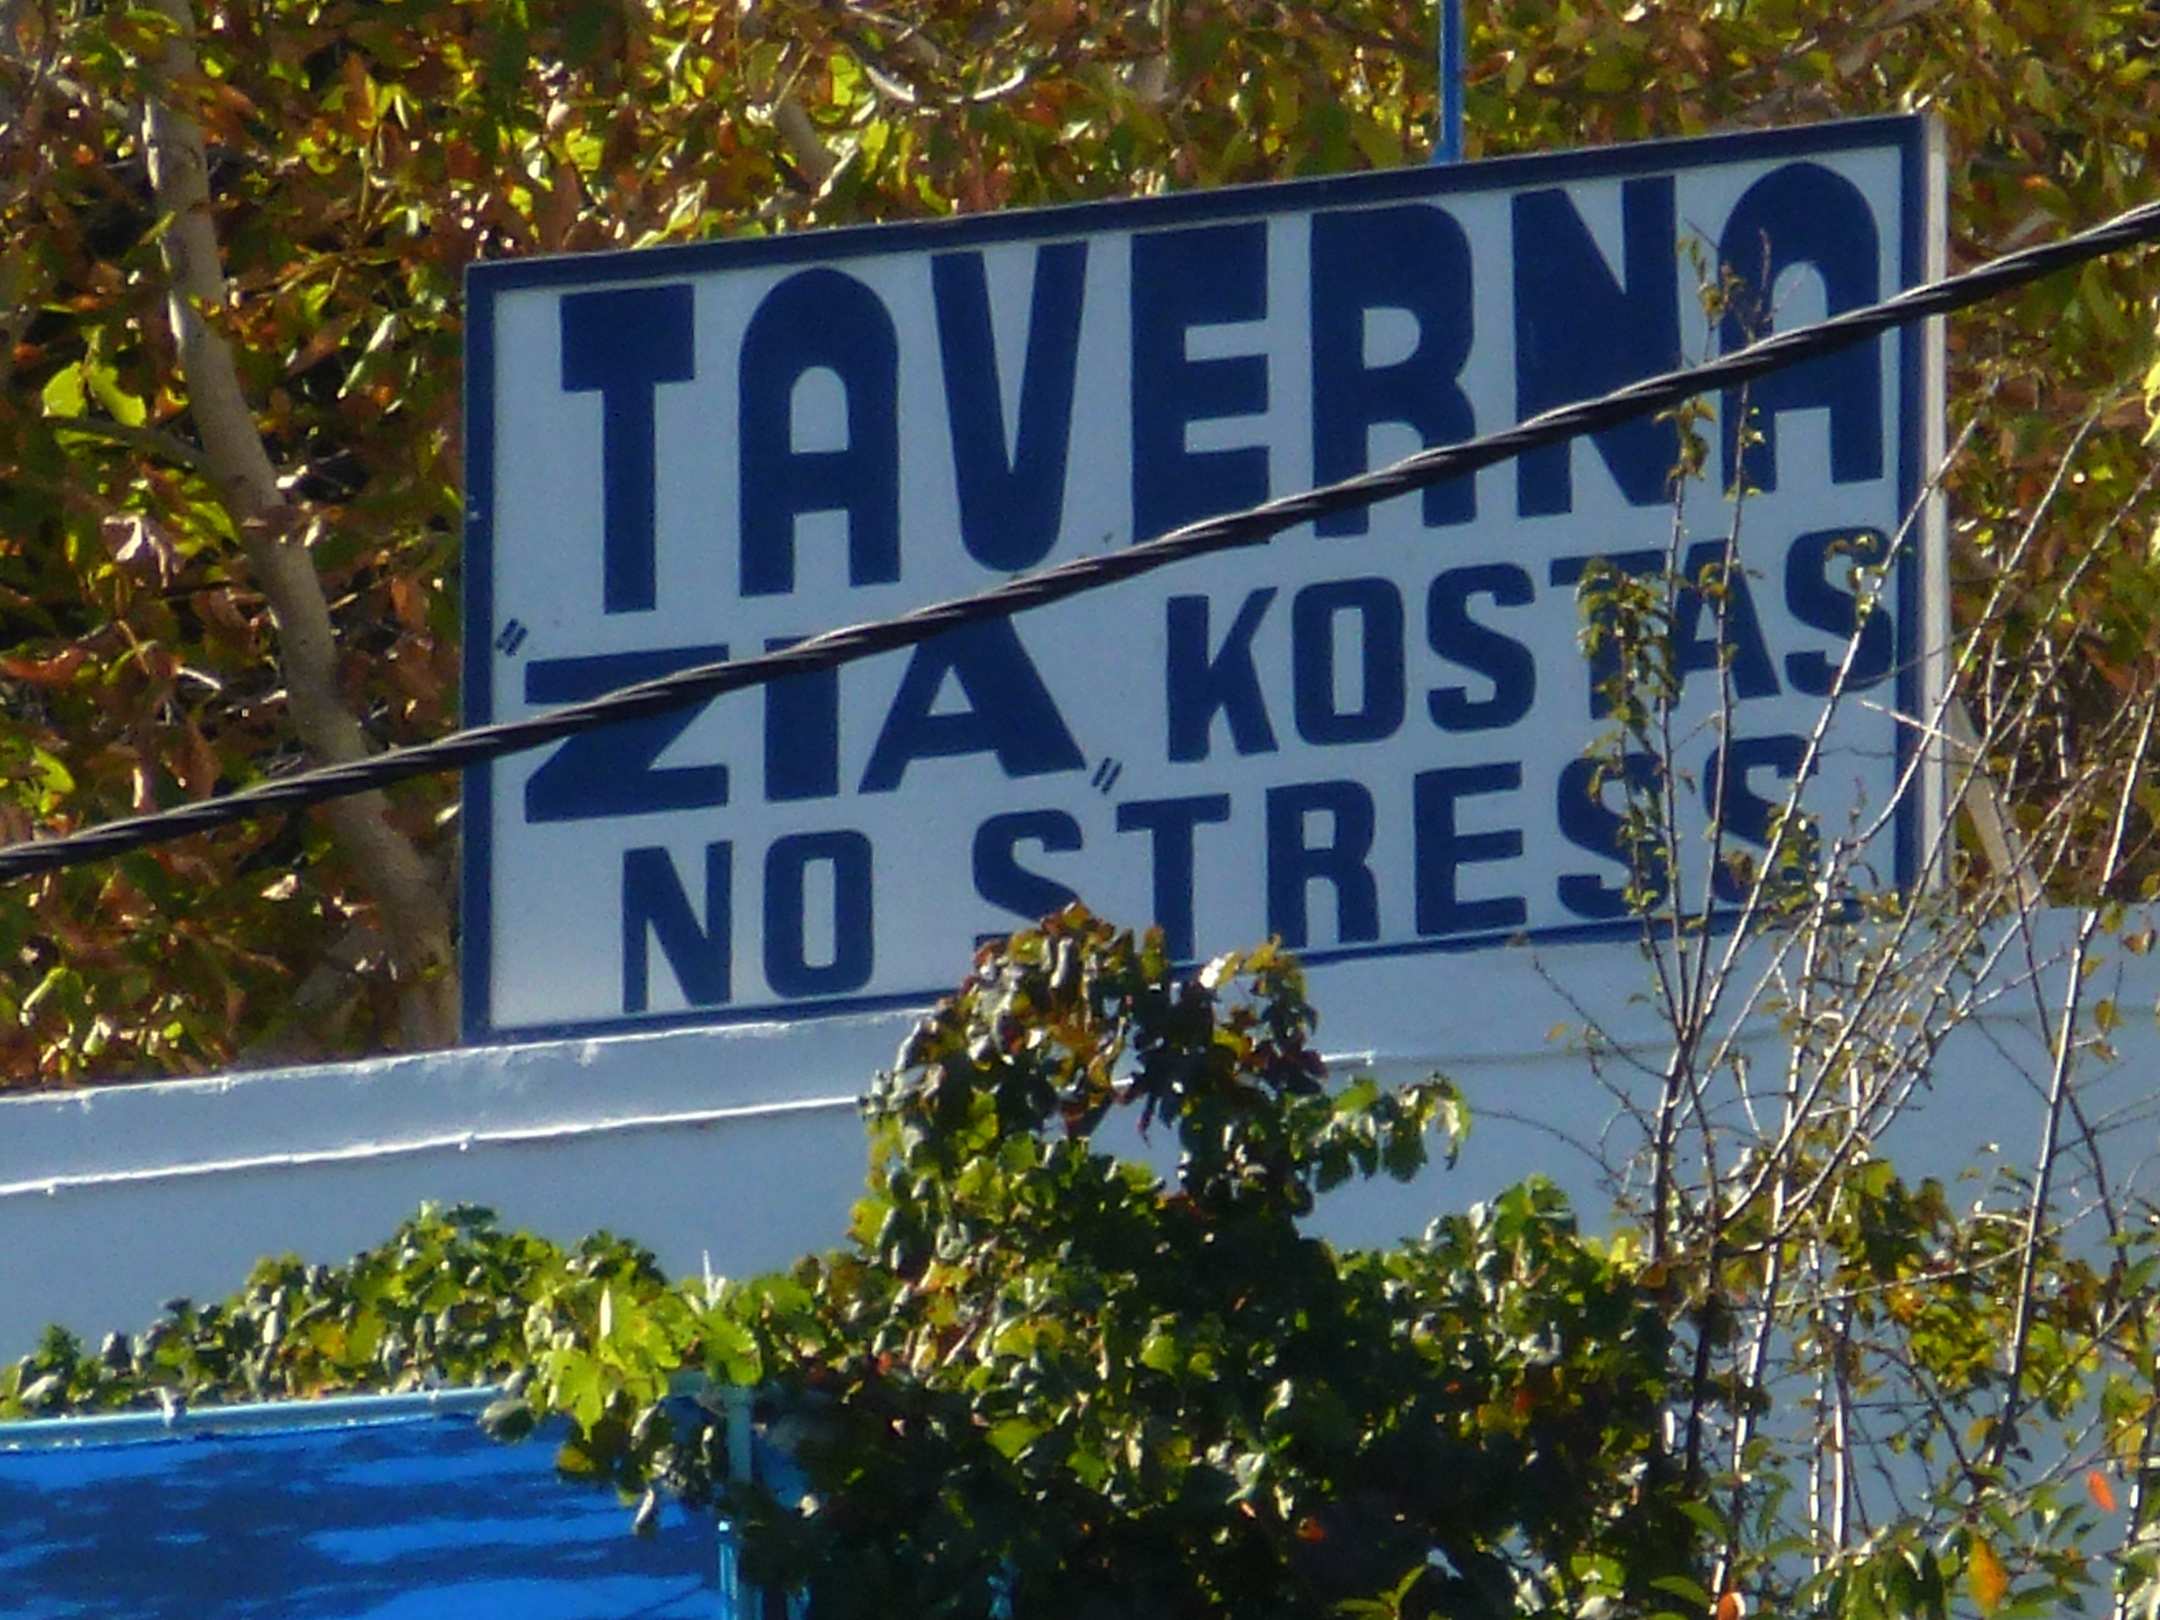 TAVERNA
"ZIA" KOSTAS
NO STRESS